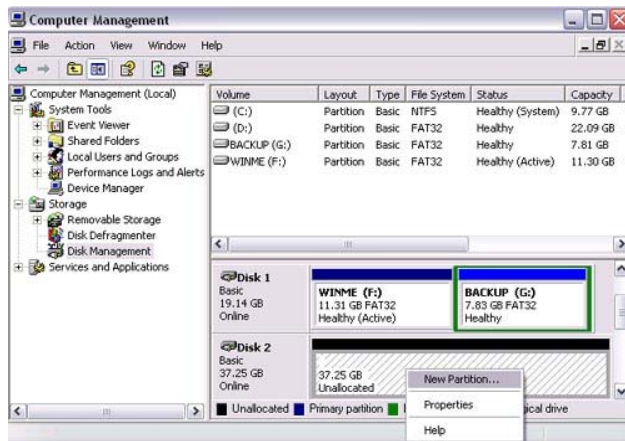 Computer Management
File Action View Window Help
Computer Management (Local)
System Tools
Event Viewer
Shared Folders
Local Users and Groups
Performance Logs and Alerts
Device Manager
Storage
Removable Storage
Disk Defragmenter
Disk Management
Services and Applications
Volume Layout Type File System Status Capacity
(C:) Partition Basic NTFS Healthy (System) 9.77 GB
(D:) Partition Basic FAT32 Healthy 22.09 GB
BACKUP (G:) Partition Basic FAT32 Healthy 7.81 GB
WINME (F:) Partition Basic FAT32 Healthy (Active) 11.30 GB
Disk 1
Basic
19.14 GB
Online
WINME (F:)
11.31 GB FAT32
Healthy (Active)
BACKUP (G:)
7.83 GB FAT32
Healthy
Disk 2
Basic
37.25 GB
Online
37.25 GB
Unallocated
New Partition...
Properties
Help
Unallocated Primary partition ical drive